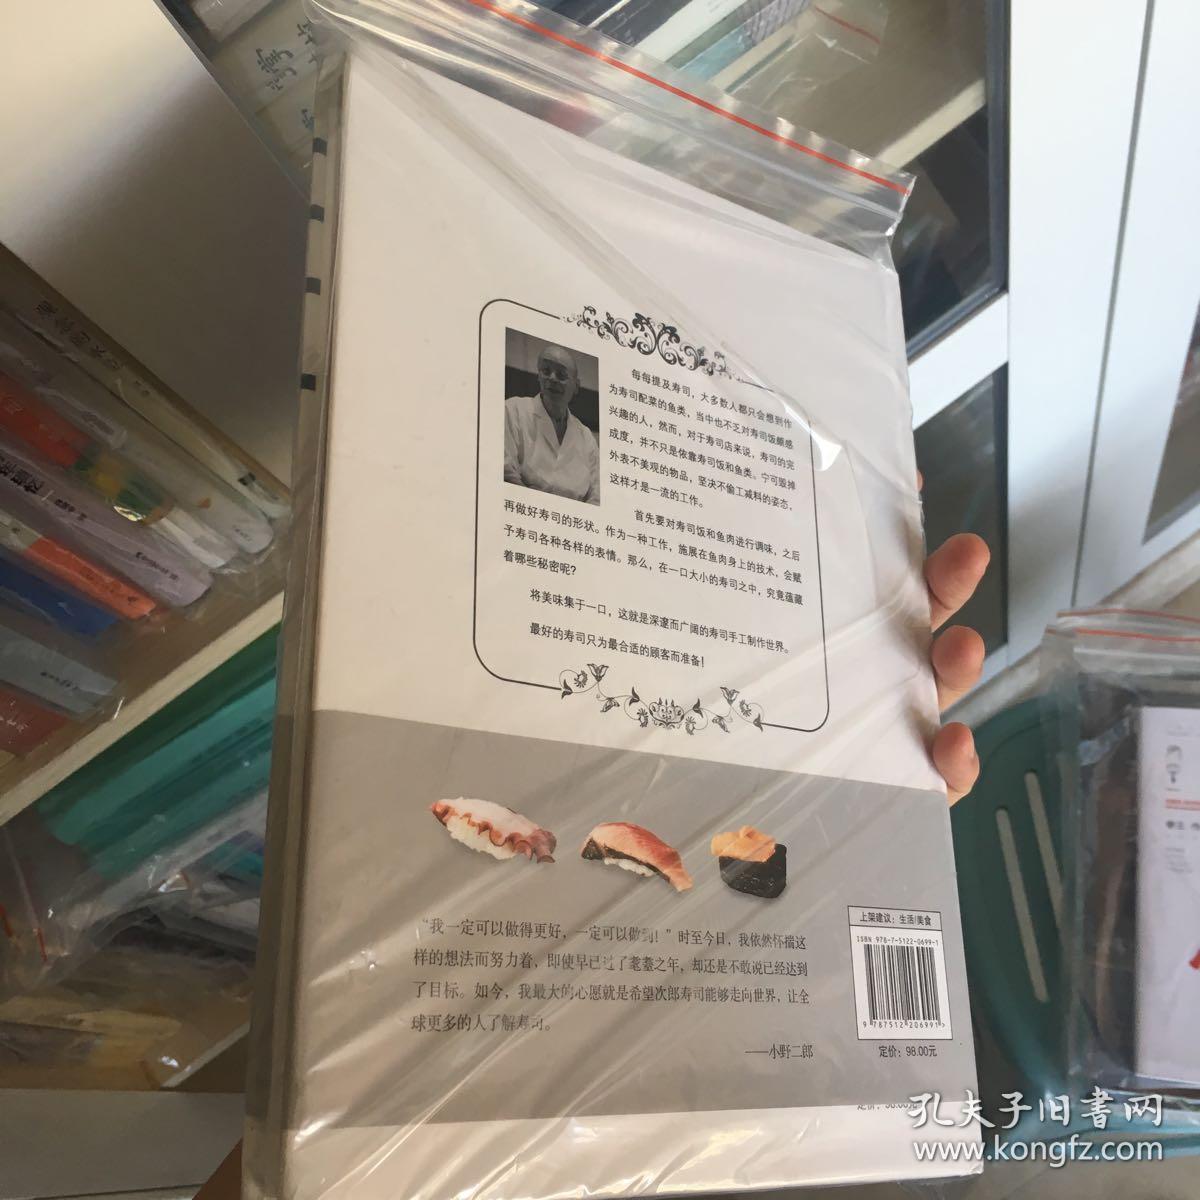 每每提及寿司，大多数人都只会想到作
为寿司配菜的鱼类，当中也不乏对寿司饭颇感
兴趣的人，然而，对于寿司店来说，寿司的完
成度，并不只是依靠寿司饭和鱼类。宁可毁掉
外表不美观的物品，坚决不偷工减料的姿态，
这样才是一流的工作。
首先要对寿司饭和鱼肉进行调味，之后
再做好寿司的形状。作为一种工作，施展在鱼肉身上的技术，会赋
予寿司各种各样的表情。那么，在一口大小的寿司之中，究竟蕴藏
着哪些秘密呢？
将美味集于一口，这就是深邃而广阔的寿司手工制作世界。
最好的寿司只为最合适的顾客而准备！
“我一定可以做得更好，一定可以做到！”时至今日，我依然怀揣这
样的想法而努力着，即使早已过了耄耋之年，却还是不敢说已经达到
了目标。如今，我最大的心愿就是希望次郎寿司能够走向世界，让全
球更多的人了解寿司。
——小野二郎
上架建议：生活/美食
ISBN 978-7-5122-0699-1
9 787512 206991 >
定价：98.00元
定价：98.00元
孔夫子旧書网
www.kongfz.com